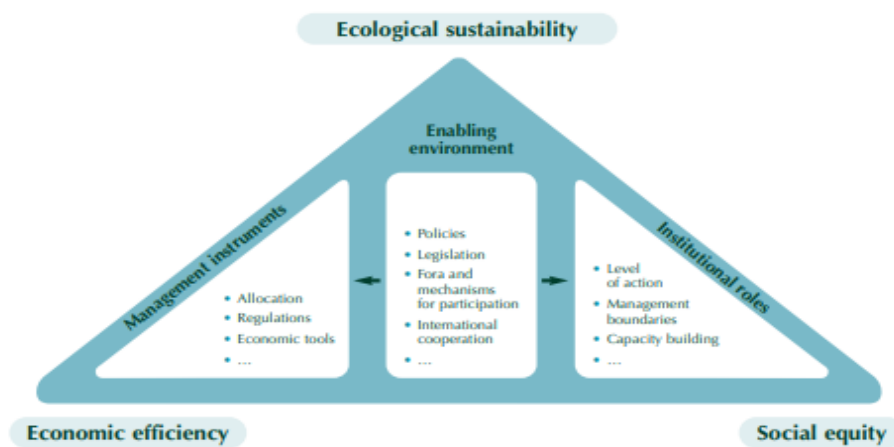 Ecological sustainability
Enabling
environment
Management instruments
• Allocation
• Regulations
• Economic tools
• ...
• Policies
• Legislation
• Fora and
mechanisms
for participation
• International
cooperation
• ...
Institutional roles
• Level
of action
• Management
boundaries
• Capacity building
• ...
Economic efficiency
Social equity